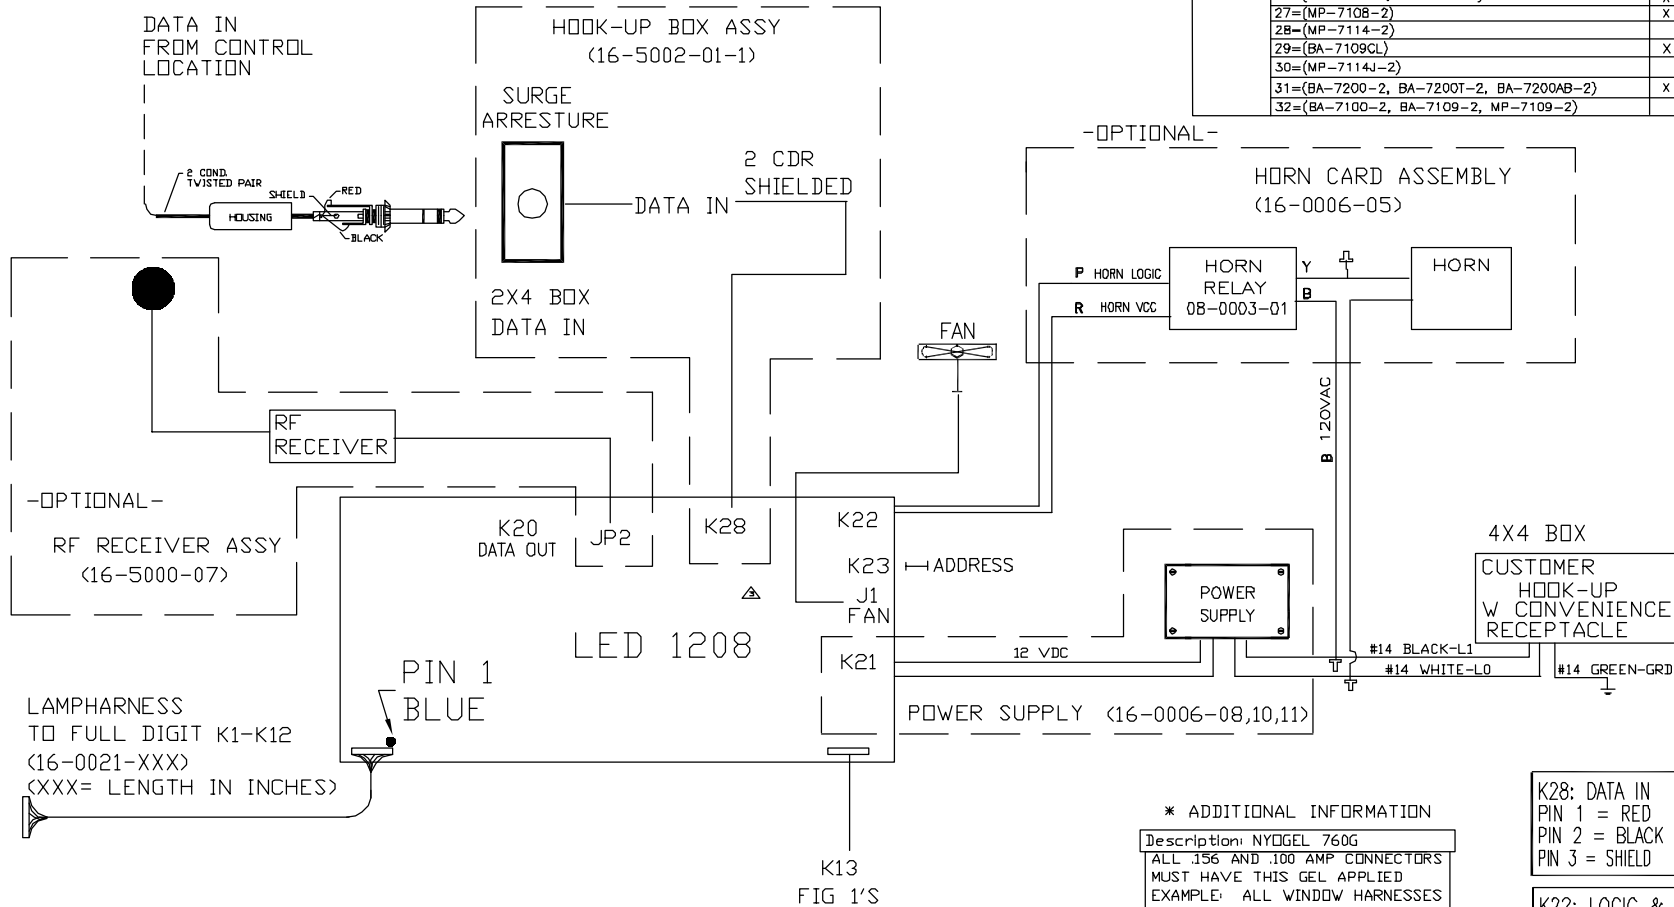 27=(MP-7108-2)
X
28=(MP-7114-2)
29=(BA-7109CL)
X
30=(MP-7114J-2)
31=(BA-7200-2, BA-7200T-2, BA-7200AB-2)
X
32=(BA-7100-2, BA-7109-2, MP-7109-2)
DATA IN
FROM CONTROL
LOCATION
HOOK-UP BOX ASSY
(16-5002-01-1)
SURGE
ARRESTURE
2 CDR
SHIELDED
DATA IN
2X4 BOX
DATA IN
2 COND.
TWISTED PAIR
SHIELD
RED
HOUSING
BLACK
-OPTIONAL-
HORN CARD ASSEMBLY
(16-0006-05)
P HORN LOGIC
R HORN VCC
HORN
RELAY
08-0003-01
Y
B
HORN
FAN
B 120VAC
RF
RECEIVER
-OPTIONAL-
RF RECEIVER ASSY
(16-5000-07)
K20
DATA OUT
JP2
K28
K22
K23
ADDRESS
J1
FAN
3
LED 1208
K21
12 VDC
POWER
SUPPLY
POWER SUPPLY (16-0006-08,10,11)
4X4 BOX
CUSTOMER
HOOK-UP
W CONVENIENCE
RECEPTACLE
#14 BLACK-L1
#14 WHITE-L0
#14 GREEN-GRD
PIN 1
BLUE
LAMPHARNESS
TO FULL DIGIT K1-K12
(16-0021-XXX)
(XXX= LENGTH IN INCHES)
K13
FIG 1'S
* ADDITIONAL INFORMATION
Description: NYOGEL 760G
ALL .156 AND .100 AMP CONNECTORS
MUST HAVE THIS GEL APPLIED
EXAMPLE: ALL WINDOW HARNESSES
K28: DATA IN
PIN 1 = RED
PIN 2 = BLACK
PIN 3 = SHIELD
K22: LOGIC &